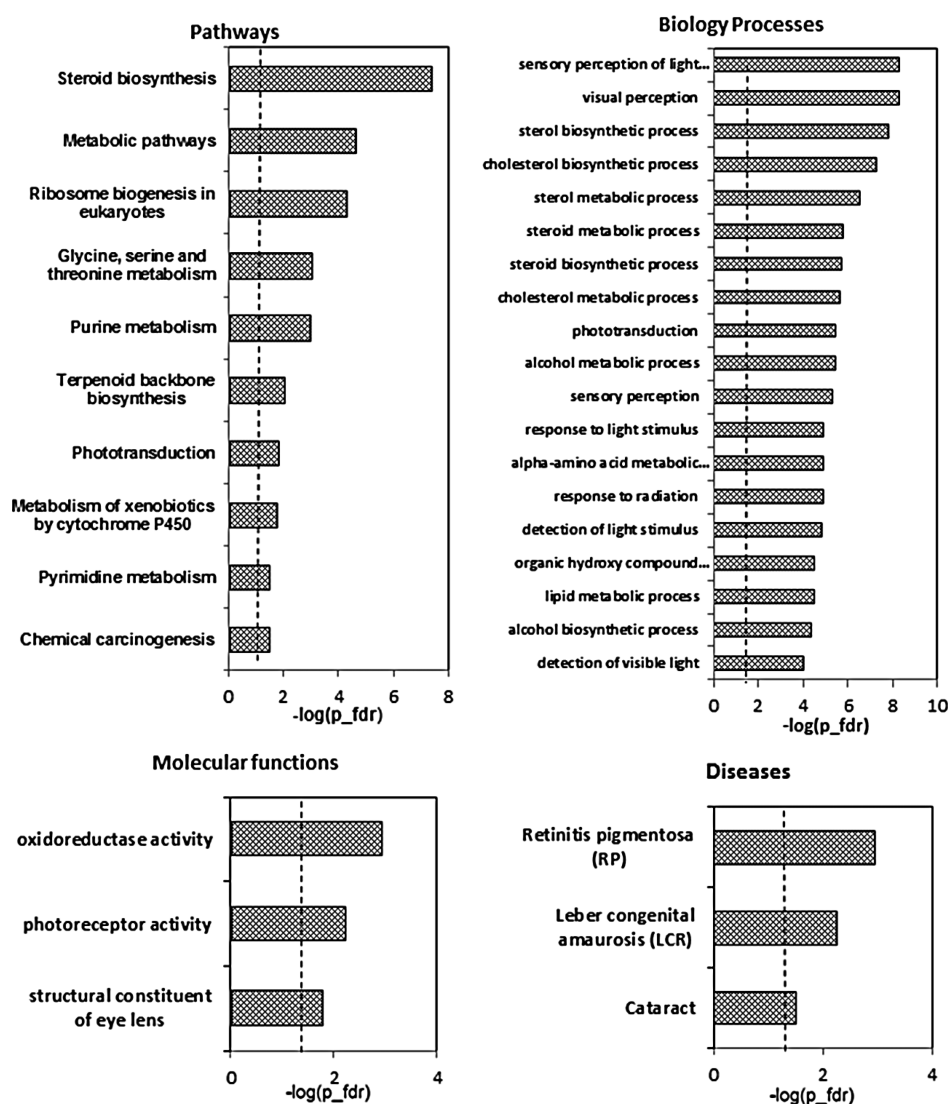 Pathways
Steroid biosynthesis
Metabolic pathways
Ribosome biogenesis in
eukaryotes
Glycine, serine and
threonine metabolism
Purine metabolism
Terpenoid backbone
biosynthesis
Phototransduction
Metabolism of xenobiotics
by cytochrome P450
Pyrimidine metabolism
Chemical carcinogenesis
0 2 4 6 8
-log(p_fdr)
Biology Processes
sensory perception of light...
visual perception
sterol biosynthetic process
cholesterol biosynthetic process
sterol metabolic process
steroid metabolic process
steroid biosynthetic process
cholesterol metabolic process
phototransduction
alcohol metabolic process
sensory perception
response to light stimulus
alpha-amino acid metabolic...
response to radiation
detection of light stimulus
organic hydroxy compound...
lipid metabolic process
alcohol biosynthetic process
detection of visible light
0 2 4 6 8 10
-log(p_fdr)
Molecular functions
oxidoreductase activity
photoreceptor activity
structural constituent
of eye lens
0 2 4
-log(p_fdr)
Diseases
Retinitis pigmentosa
(RP)
Leber congenital
amaurosis (LCR)
Cataract
0 2 4
-log(p_fdr)